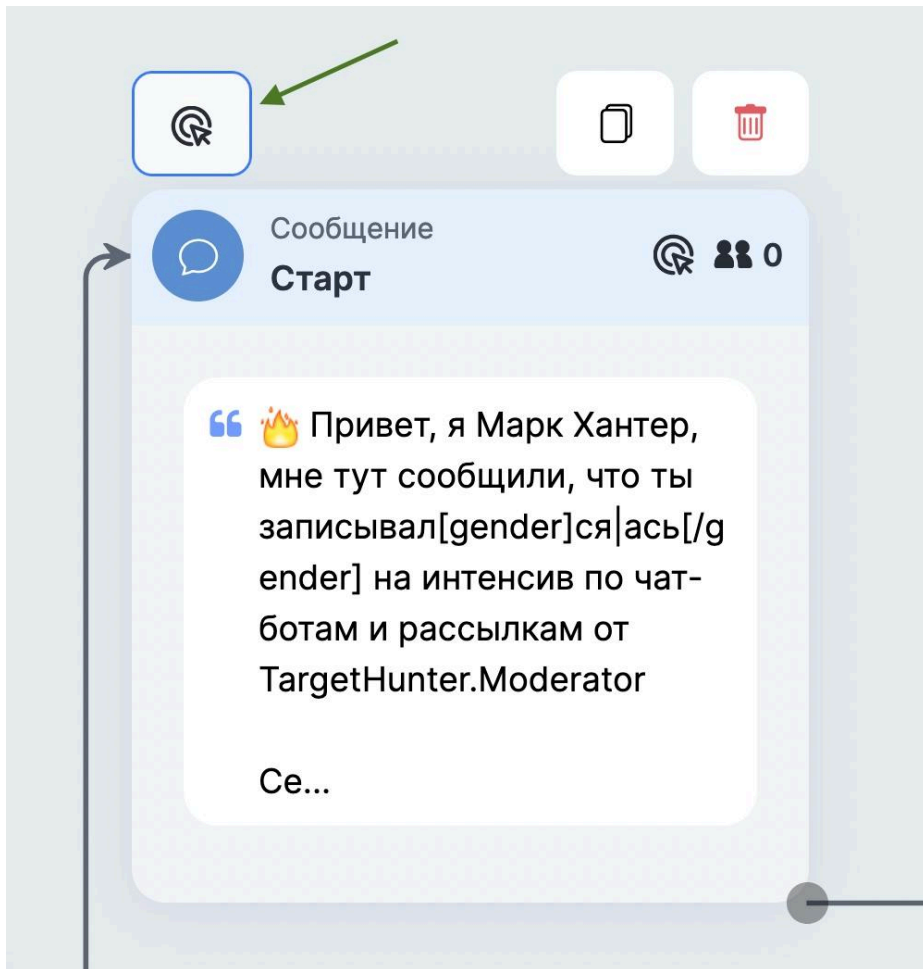 Сообщение
Старт
0
🔥 Привет, я Марк Хантер,
мне тут сообщили, что ты
записывал[gender]ся|ась[/g
ender] на интенсив по чат-
ботам и рассылкам от
TargetHunter.Moderator
Се...